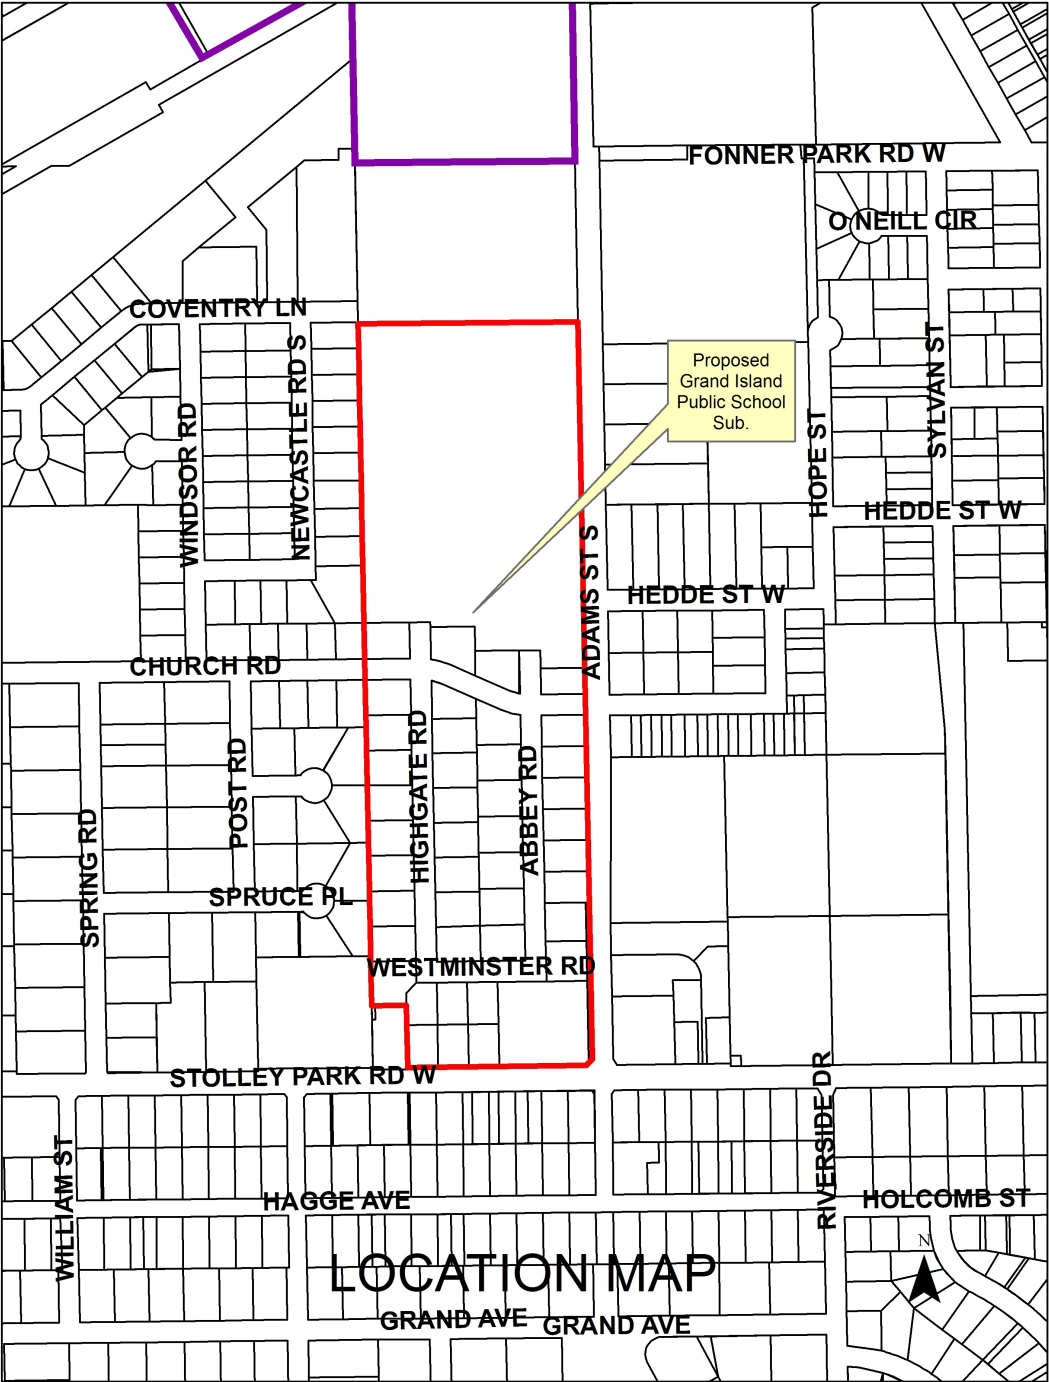 FONNER PARK RD W
O NEILL CIR
COVENTRY LN
NEWCASTLE RD S
WINDSOR RD
Proposed
Grand Island
Public School
Sub.
SYLVAN ST
HOPE ST
HEDDE ST W
ADAMS ST S
HEDDE ST W
CHURCH RD
HIGHGATE RD
ABBEY RD
POST RD
SPRING RD
SPRUCE PL
WESTMINSTER RD
STOLLEY PARK RD W
RIVERSIDE DR
WILLIAM ST
HAGGE AVE
HOLCOMB ST
N
LOCATION MAP
GRAND AVE
GRAND AVE